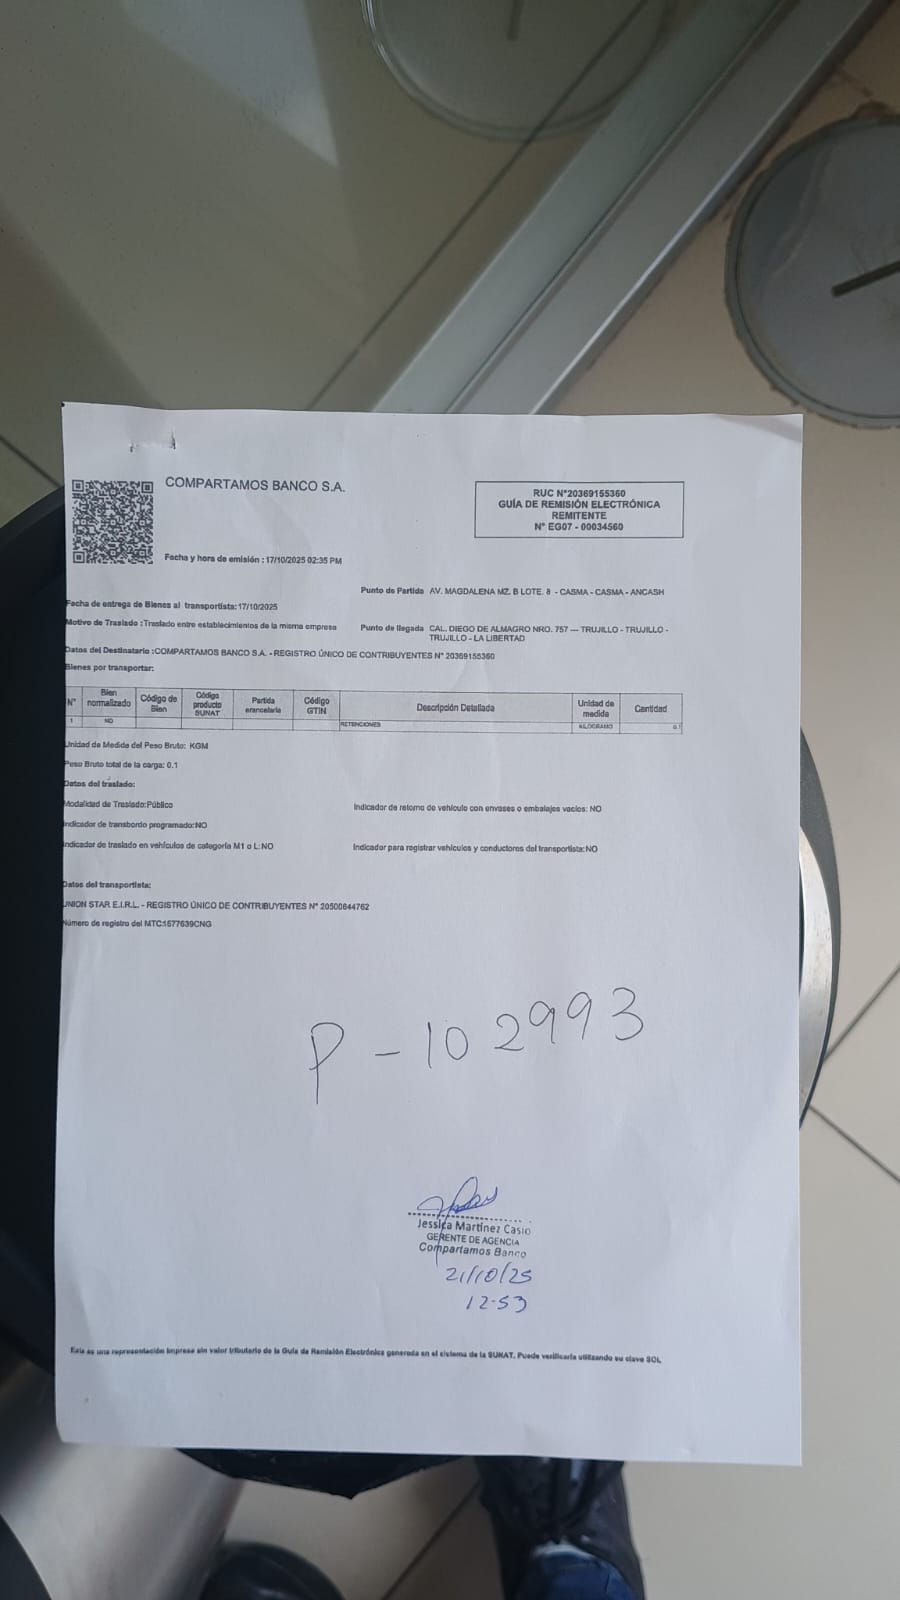 COMPARTAMOS BANCO S.A.
RUC N°20369155360
GUÍA DE REMISIÓN ELECTRÓNICA
REMITENTE
N° EG07 - 00034560
Fecha y hora de emisión : 17/10/2025 02:35 PM
Punto de Partida AV. MAGDALENA MZ. B LOTE. 8 - CASMA - CASMA - ANCASH
Fecha de entrega de Bienes al transportista: 17/10/2025
Motivo de Traslado :Traslado entre establecimientos de la misma empresa
Punto de llegada CAL. DIEGO DE ALMAGRO NRO. 757 --- TRUJILLO - TRUJILLO -
TRUJILLO - LA LIBERTAD
Datos del Destinatario :COMPARTAMOS BANCO S.A. - REGISTRO ÚNICO DE CONTRIBUYENTES N° 20369155360
Bienes por transportar:
N° Bien normalizado Código de Bien Código producto SUNAT Partida arancelaria Código GTIN Descripción Detallada Unidad de medida Cantidad
1 NO RETENCIONES KILOGRAMO 0.1
Unidad de Medida del Peso Bruto: KGM
Peso Bruto total de la carga: 0.1
Datos del traslado:
Modalidad de Traslado:Público
Indicador de retorno de vehículo con envases o embalajes vacíos: NO
Indicador de transbordo programado:NO
Indicador de traslado en vehículos de categoría M1 o L:NO
Indicador para registrar vehículos y conductores del transportista:NO
Datos del transportista:
UNION STAR E.I.R.L. - REGISTRO ÚNICO DE CONTRIBUYENTES N° 20500644762
Número de registro del MTC:1577639CNG
P - 102993
Jessica Martínez Casio
GERENTE DE AGENCIA
Compartamos Banco
21/10/25
12-53
Esta es una representación impresa sin valor tributario de la Guía de Remisión Electrónica generada en el sistema de la SUNAT. Puede verificarla utilizando su clave SOL.